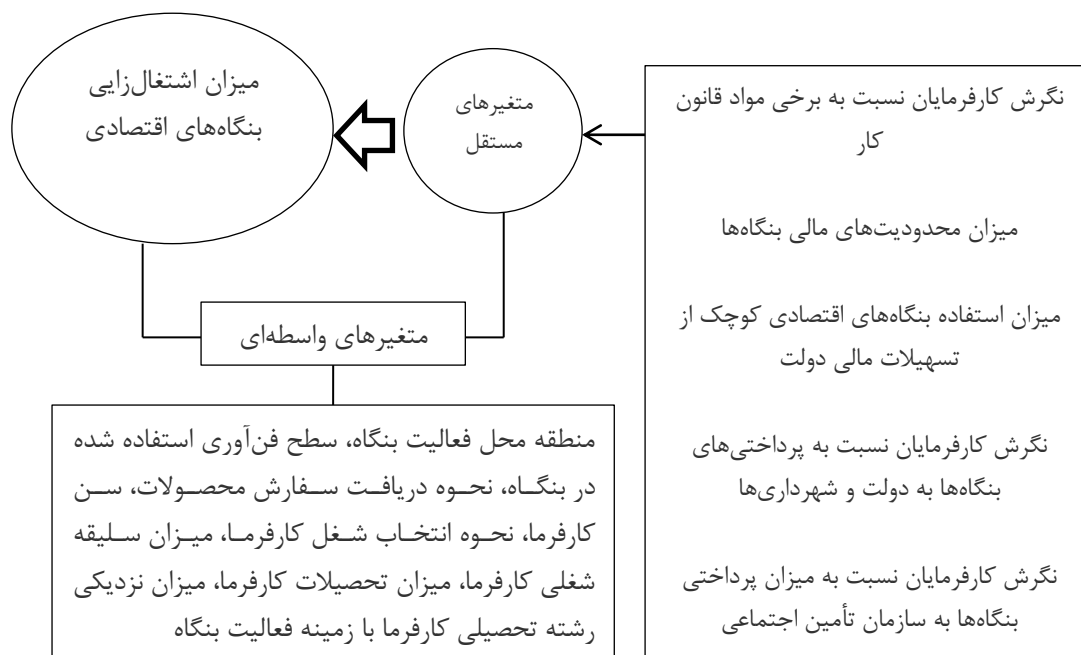 میزان اشتغال‌زایی
بنگاه‌های اقتصادی
متغیرهای
مستقل
نگرش کارفرمایان نسبت به برخی مواد قانون
کار
میزان محدودیت‌های مالی بنگاه‌ها
میزان استفاده بنگاه‌های اقتصادی کوچک از
تسهیلات مالی دولت
نگرش کارفرمایان نسبت به پرداختی‌های
بنگاه‌ها به دولت و شهرداری‌ها
نگرش کارفرمایان نسبت به میزان پرداختی
بنگاه‌ها به سازمان تأمین اجتماعی
متغیرهای واسطه‌ای
منطقه محل فعالیت بنگاه، سطح فن‌آوری استفاده شده
در بنگاه، نحوه دریافت سفارش محصولات، سن
کارفرما، نحوه انتخاب شغل کارفرما، میزان سلیقه
شغلی کارفرما، میزان تحصیلات کارفرما، میزان نزدیکی
رشته تحصیلی کارفرما با زمینه فعالیت بنگاه